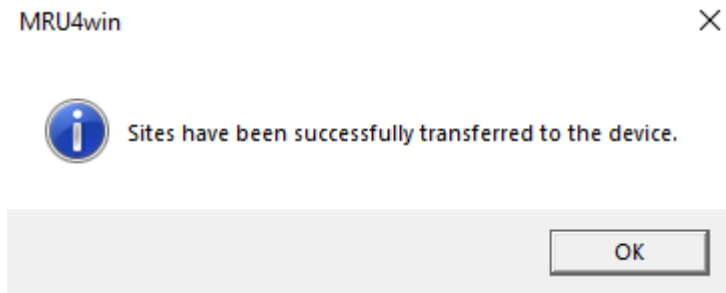 MRU4win
Sites have been successfully transferred to the device.
OK